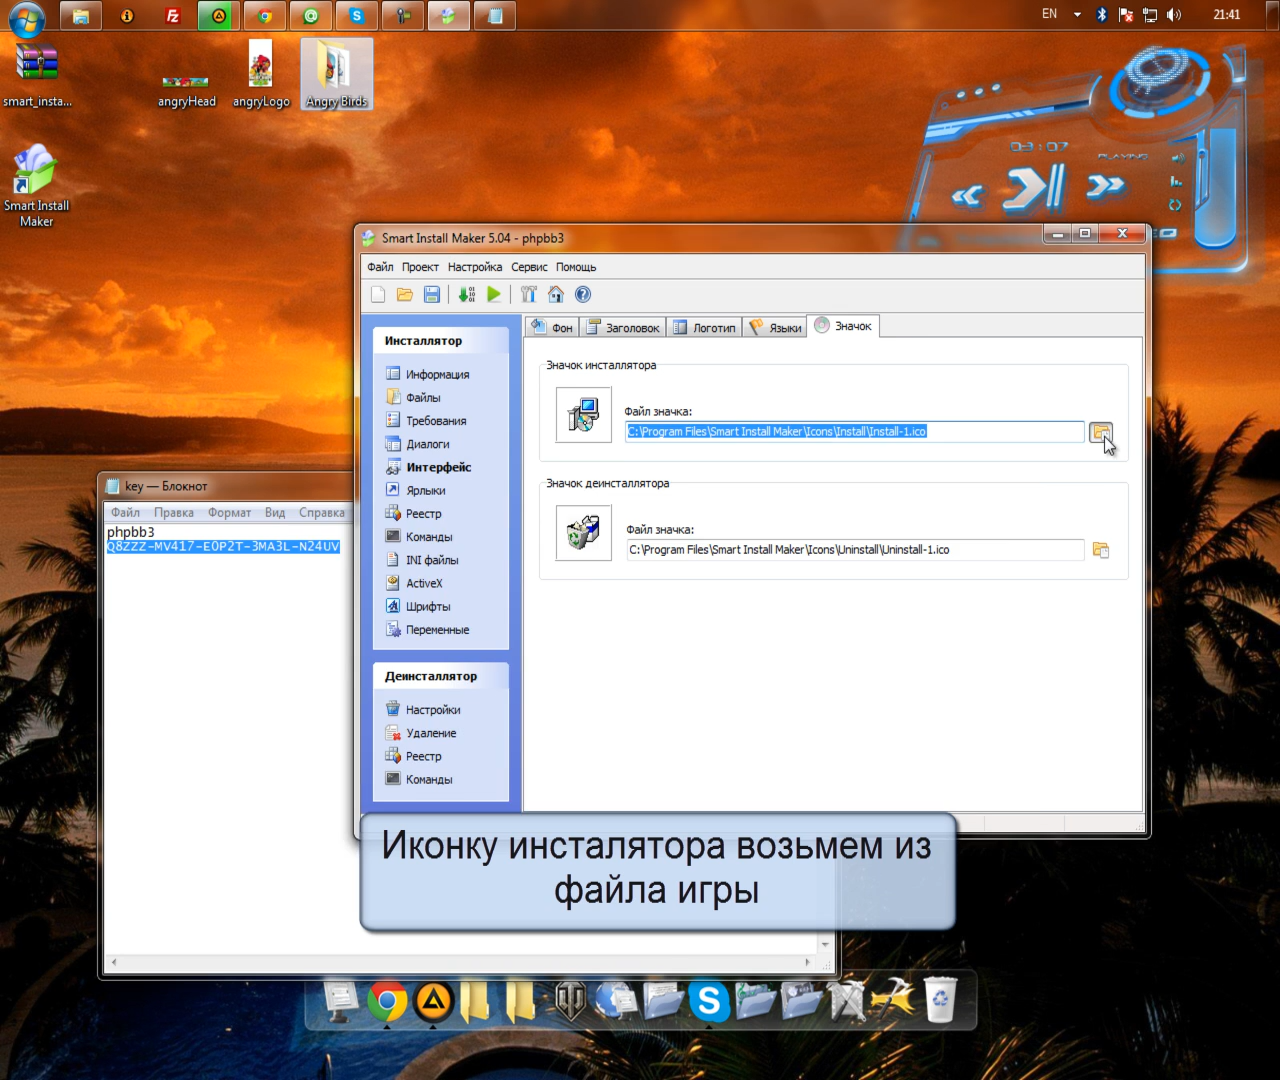 EN
21:41
smart_insta...
angryHead
angryLogo
Angry Birds
Smart Install
Maker
03:07
PLAYING
Smart Install Maker 5.04 - phpbb3
Файл Проект Настройка Сервис Помощь
Инсталлятор
Информация
Файлы
Требования
Диалоги
Интерфейс
Ярлыки
Реестр
Команды
INI файлы
ActiveX
Шрифты
Переменные
Деинсталлятор
Настройки
Удаление
Реестр
Команды
Фон Заголовок Логотип Языки Значок
Значок инсталлятора
Файл значка:
C:\Program Files\Smart Install Maker\Icons\Install\Install-1.ico
Значок деинсталлятора
Файл значка:
C:\Program Files\Smart Install Maker\Icons\Uninstall\Uninstall-1.ico
key — Блокнот
Файл Правка Формат Вид Справка
phpbb3
Q8ZZZ-MV417-E0P2T-3MA3L-N24UV
Иконку инсталятора возьмем из
файла игры